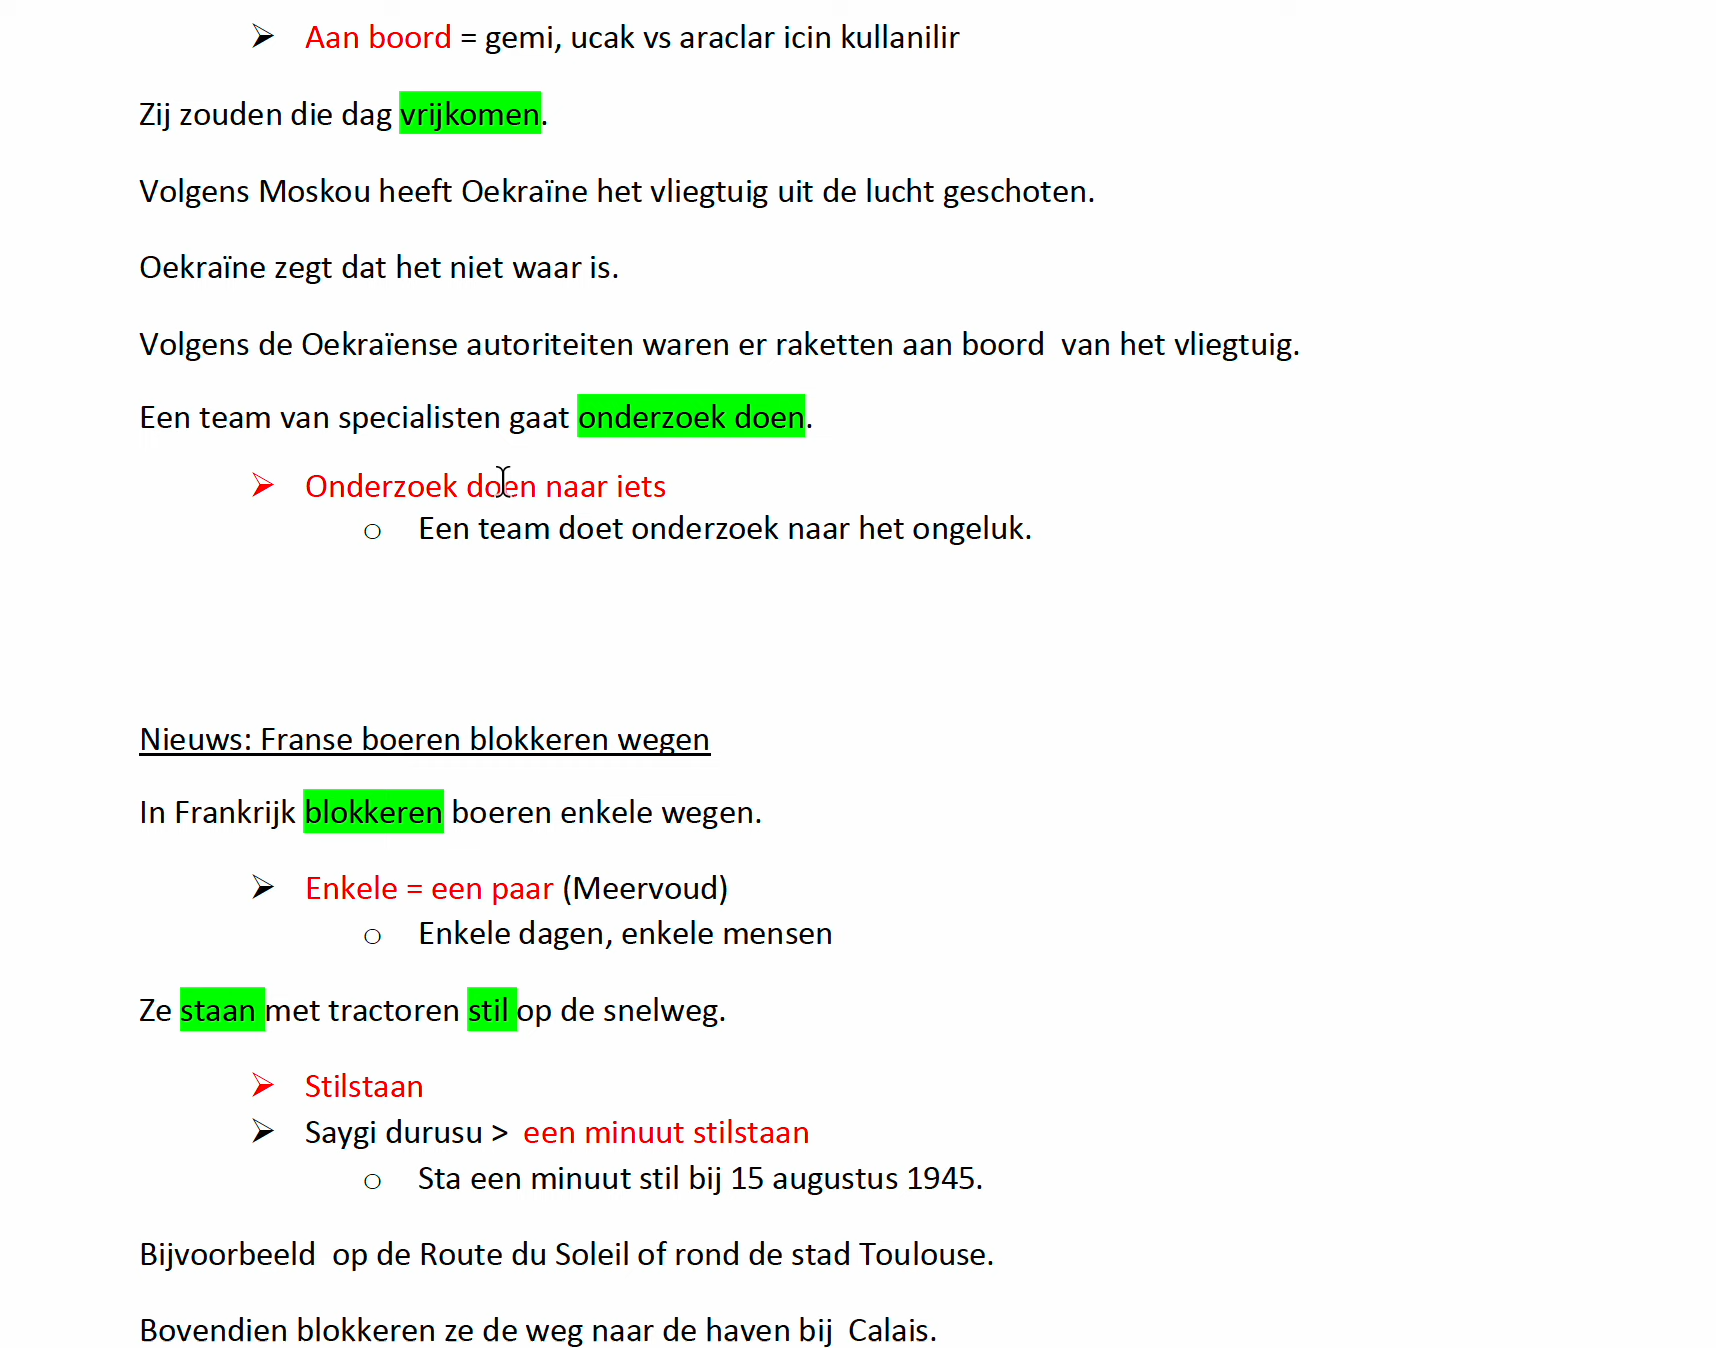 ➢ Aan boord = gemi, ucak vs araclar icin kullanilir
Zij zouden die dag vrijkomen.
Volgens Moskou heeft Oekraïne het vliegtuig uit de lucht geschoten.
Oekraïne zegt dat het niet waar is.
Volgens de Oekraïense autoriteiten waren er raketten aan boord  van het vliegtuig.
Een team van specialisten gaat onderzoek doen.
➢ Onderzoek doen naar iets
o Een team doet onderzoek naar het ongeluk.
Nieuws: Franse boeren blokkeren wegen
In Frankrijk blokkeren boeren enkele wegen.
➢ Enkele = een paar (Meervoud)
o Enkele dagen, enkele mensen
Ze staan met tractoren stil op de snelweg.
➢ Stilstaan
➢ Saygi durusu >  een minuut stilstaan
o Sta een minuut stil bij 15 augustus 1945.
Bijvoorbeeld  op de Route du Soleil of rond de stad Toulouse.
Bovendien blokkeren ze de weg naar de haven bij  Calais.